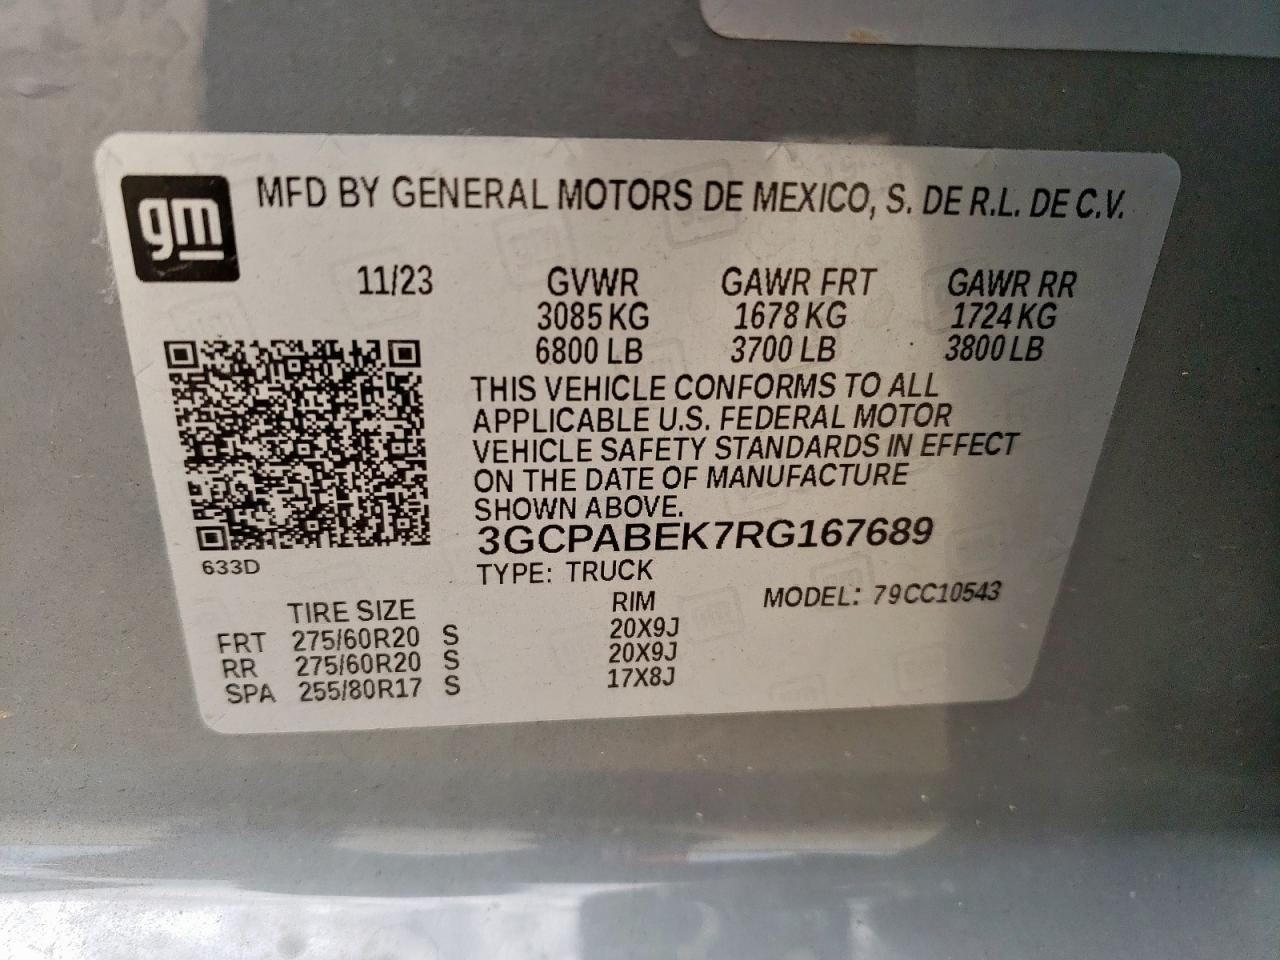 gm
MFD BY GENERAL MOTORS DE MEXICO, S. DE R.L. DE C.V.
11/23 GVWR GAWR FRT GAWR RR
3085 KG 1678 KG 1724 KG
6800 LB 3700 LB 3800 LB
THIS VEHICLE CONFORMS TO ALL
APPLICABLE U.S. FEDERAL MOTOR
VEHICLE SAFETY STANDARDS IN EFFECT
ON THE DATE OF MANUFACTURE
SHOWN ABOVE.
3GCPABEK7RG167689
633D
TYPE: TRUCK
TIRE SIZE RIM MODEL: 79CC10543
FRT 275/60R20 S 20X9J
RR 275/60R20 S 20X9J
SPA 255/80R17 S 17X8J